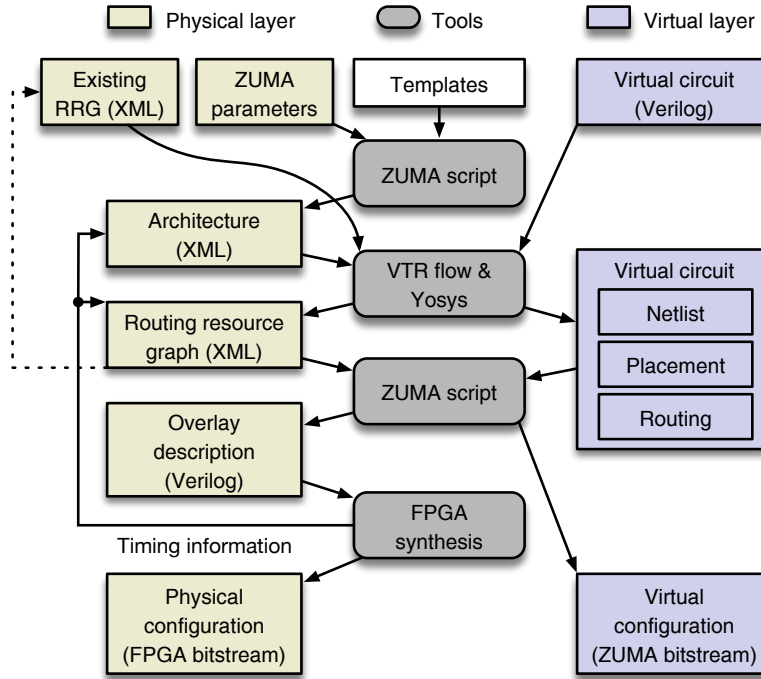 Physical layer
Tools
Virtual layer
Existing
RRG (XML)
ZUMA
parameters
Templates
Virtual circuit
(Verilog)
ZUMA script
Architecture
(XML)
VTR flow &
Yosys
Virtual circuit
Netlist
Placement
Routing
Routing resource
graph (XML)
ZUMA script
Overlay
description
(Verilog)
FPGA
synthesis
Timing information
Physical
configuration
(FPGA bitstream)
Virtual
configuration
(ZUMA bitstream)